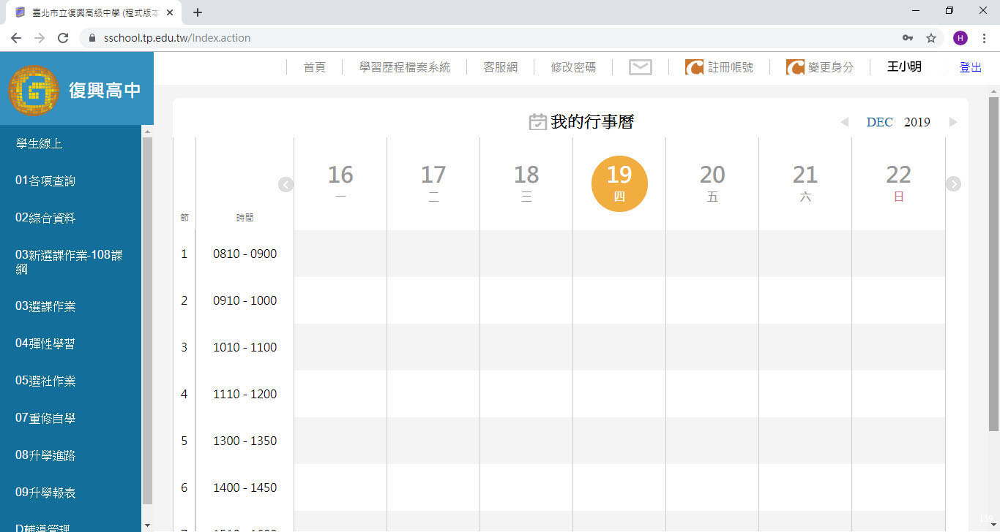 臺北市立復興高級中學 (程式版本
sschool.tp.edu.tw/Index.action
H
復興高中
首頁
學習歷程檔案系統
客服網
修改密碼
註冊帳號
變更身分
王小明
登出
學生線上
01各項查詢
02綜合資料
03新選課作業-108課
綱
03選課作業
04彈性學習
05選社作業
07重修自學
08升學進路
09升學報表
D輔導管理
我的行事曆
DEC 2019
16 17 18 19 20 21 22
一 二 三 四 五 六 日
節 時間
1 0810 - 0900
2 0910 - 1000
3 1010 - 1100
4 1110 - 1200
5 1300 - 1350
6 1400 - 1450